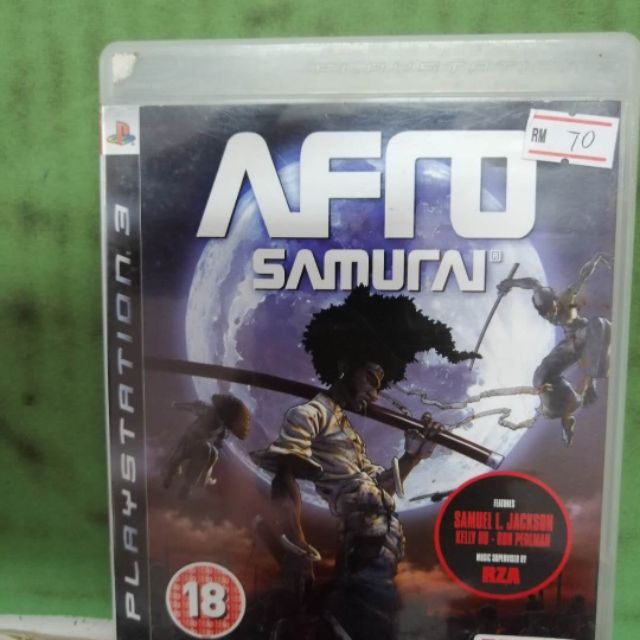 PLAYSTATION 3
AFRO
SAMURAI®
RM 70
FEATURES
SAMUEL L. JACKSON
KELLY HU - RON PERLMAN
MUSIC SUPERVISED BY
RZA
18